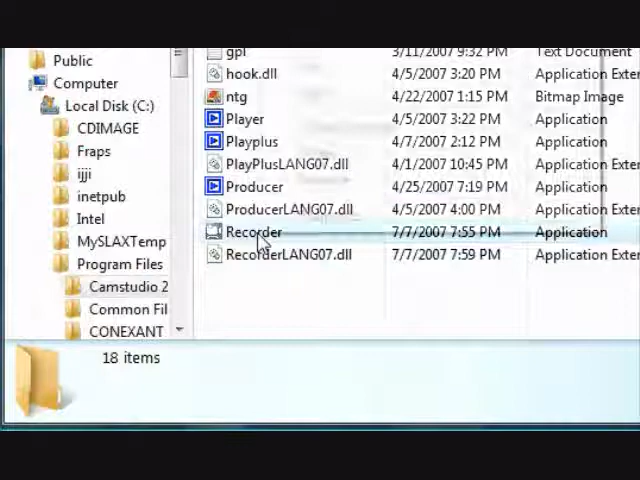 Public
Computer
Local Disk (C:)
CDIMAGE
Fraps
ijji
inetpub
Intel
MySLAXTemp
Program Files
Camstudio 2
Common Fil
CONEXANT
gpl 3/11/2007 9:32 PM Text Document
hook.dll 4/5/2007 3:20 PM Application Exter
ntg 4/22/2007 1:15 PM Bitmap Image
Player 4/5/2007 3:22 PM Application
Playplus 4/7/2007 2:12 PM Application
PlayPlusLANG07.dll 4/1/2007 10:45 PM Application Exter
Producer 4/25/2007 7:19 PM Application
ProducerLANG07.dll 4/5/2007 4:00 PM Application Exter
Recorder 7/7/2007 7:55 PM Application
RecorderLANG07.dll 7/7/2007 7:59 PM Application Exter
18 items